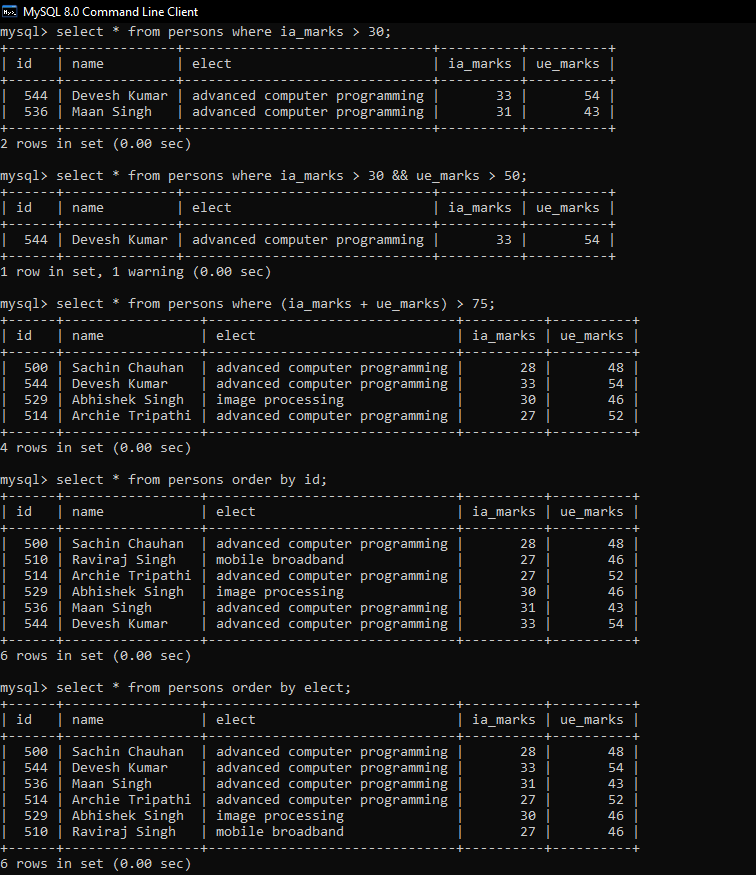 MySQL 8.0 Command Line Client
mysql> select * from persons where ia_marks > 30;
+------+--------------+-------------------------------+----------+----------+
| id   | name         | elect                         | ia_marks | ue_marks |
+------+--------------+-------------------------------+----------+----------+
|  544 | Devesh Kumar | advanced computer programming |       33 |       54 |
|  536 | Maan Singh   | advanced computer programming |       31 |       43 |
+------+--------------+-------------------------------+----------+----------+
2 rows in set (0.00 sec)
mysql> select * from persons where ia_marks > 30 && ue_marks > 50;
+------+--------------+-------------------------------+----------+----------+
| id   | name         | elect                         | ia_marks | ue_marks |
+------+--------------+-------------------------------+----------+----------+
|  544 | Devesh Kumar | advanced computer programming |       33 |       54 |
+------+--------------+-------------------------------+----------+----------+
1 row in set, 1 warning (0.00 sec)
mysql> select * from persons where (ia_marks + ue_marks) > 75;
+------+-----------------+-------------------------------+----------+----------+
| id   | name            | elect                         | ia_marks | ue_marks |
+------+-----------------+-------------------------------+----------+----------+
|  500 | Sachin Chauhan  | advanced computer programming |       28 |       48 |
|  544 | Devesh Kumar    | advanced computer programming |       33 |       54 |
|  529 | Abhishek Singh  | image processing              |       30 |       46 |
|  514 | Archie Tripathi | advanced computer programming |       27 |       52 |
+------+-----------------+-------------------------------+----------+----------+
4 rows in set (0.00 sec)
mysql> select * from persons order by id;
+------+-----------------+-------------------------------+----------+----------+
| id   | name            | elect                         | ia_marks | ue_marks |
+------+-----------------+-------------------------------+----------+----------+
|  500 | Sachin Chauhan  | advanced computer programming |       28 |       48 |
|  510 | Raviraj Singh   | mobile broadband              |       27 |       46 |
|  514 | Archie Tripathi | advanced computer programming |       27 |       52 |
|  529 | Abhishek Singh  | image processing              |       30 |       46 |
|  536 | Maan Singh      | advanced computer programming |       31 |       43 |
|  544 | Devesh Kumar    | advanced computer programming |       33 |       54 |
+------+-----------------+-------------------------------+----------+----------+
6 rows in set (0.00 sec)
mysql> select * from persons order by elect;
+------+-----------------+-------------------------------+----------+----------+
| id   | name            | elect                         | ia_marks | ue_marks |
+------+-----------------+-------------------------------+----------+----------+
|  500 | Sachin Chauhan  | advanced computer programming |       28 |       48 |
|  544 | Devesh Kumar    | advanced computer programming |       33 |       54 |
|  536 | Maan Singh      | advanced computer programming |       31 |       43 |
|  514 | Archie Tripathi | advanced computer programming |       27 |       52 |
|  529 | Abhishek Singh  | image processing              |       30 |       46 |
|  510 | Raviraj Singh   | mobile broadband              |       27 |       46 |
+------+-----------------+-------------------------------+----------+----------+
6 rows in set (0.00 sec)